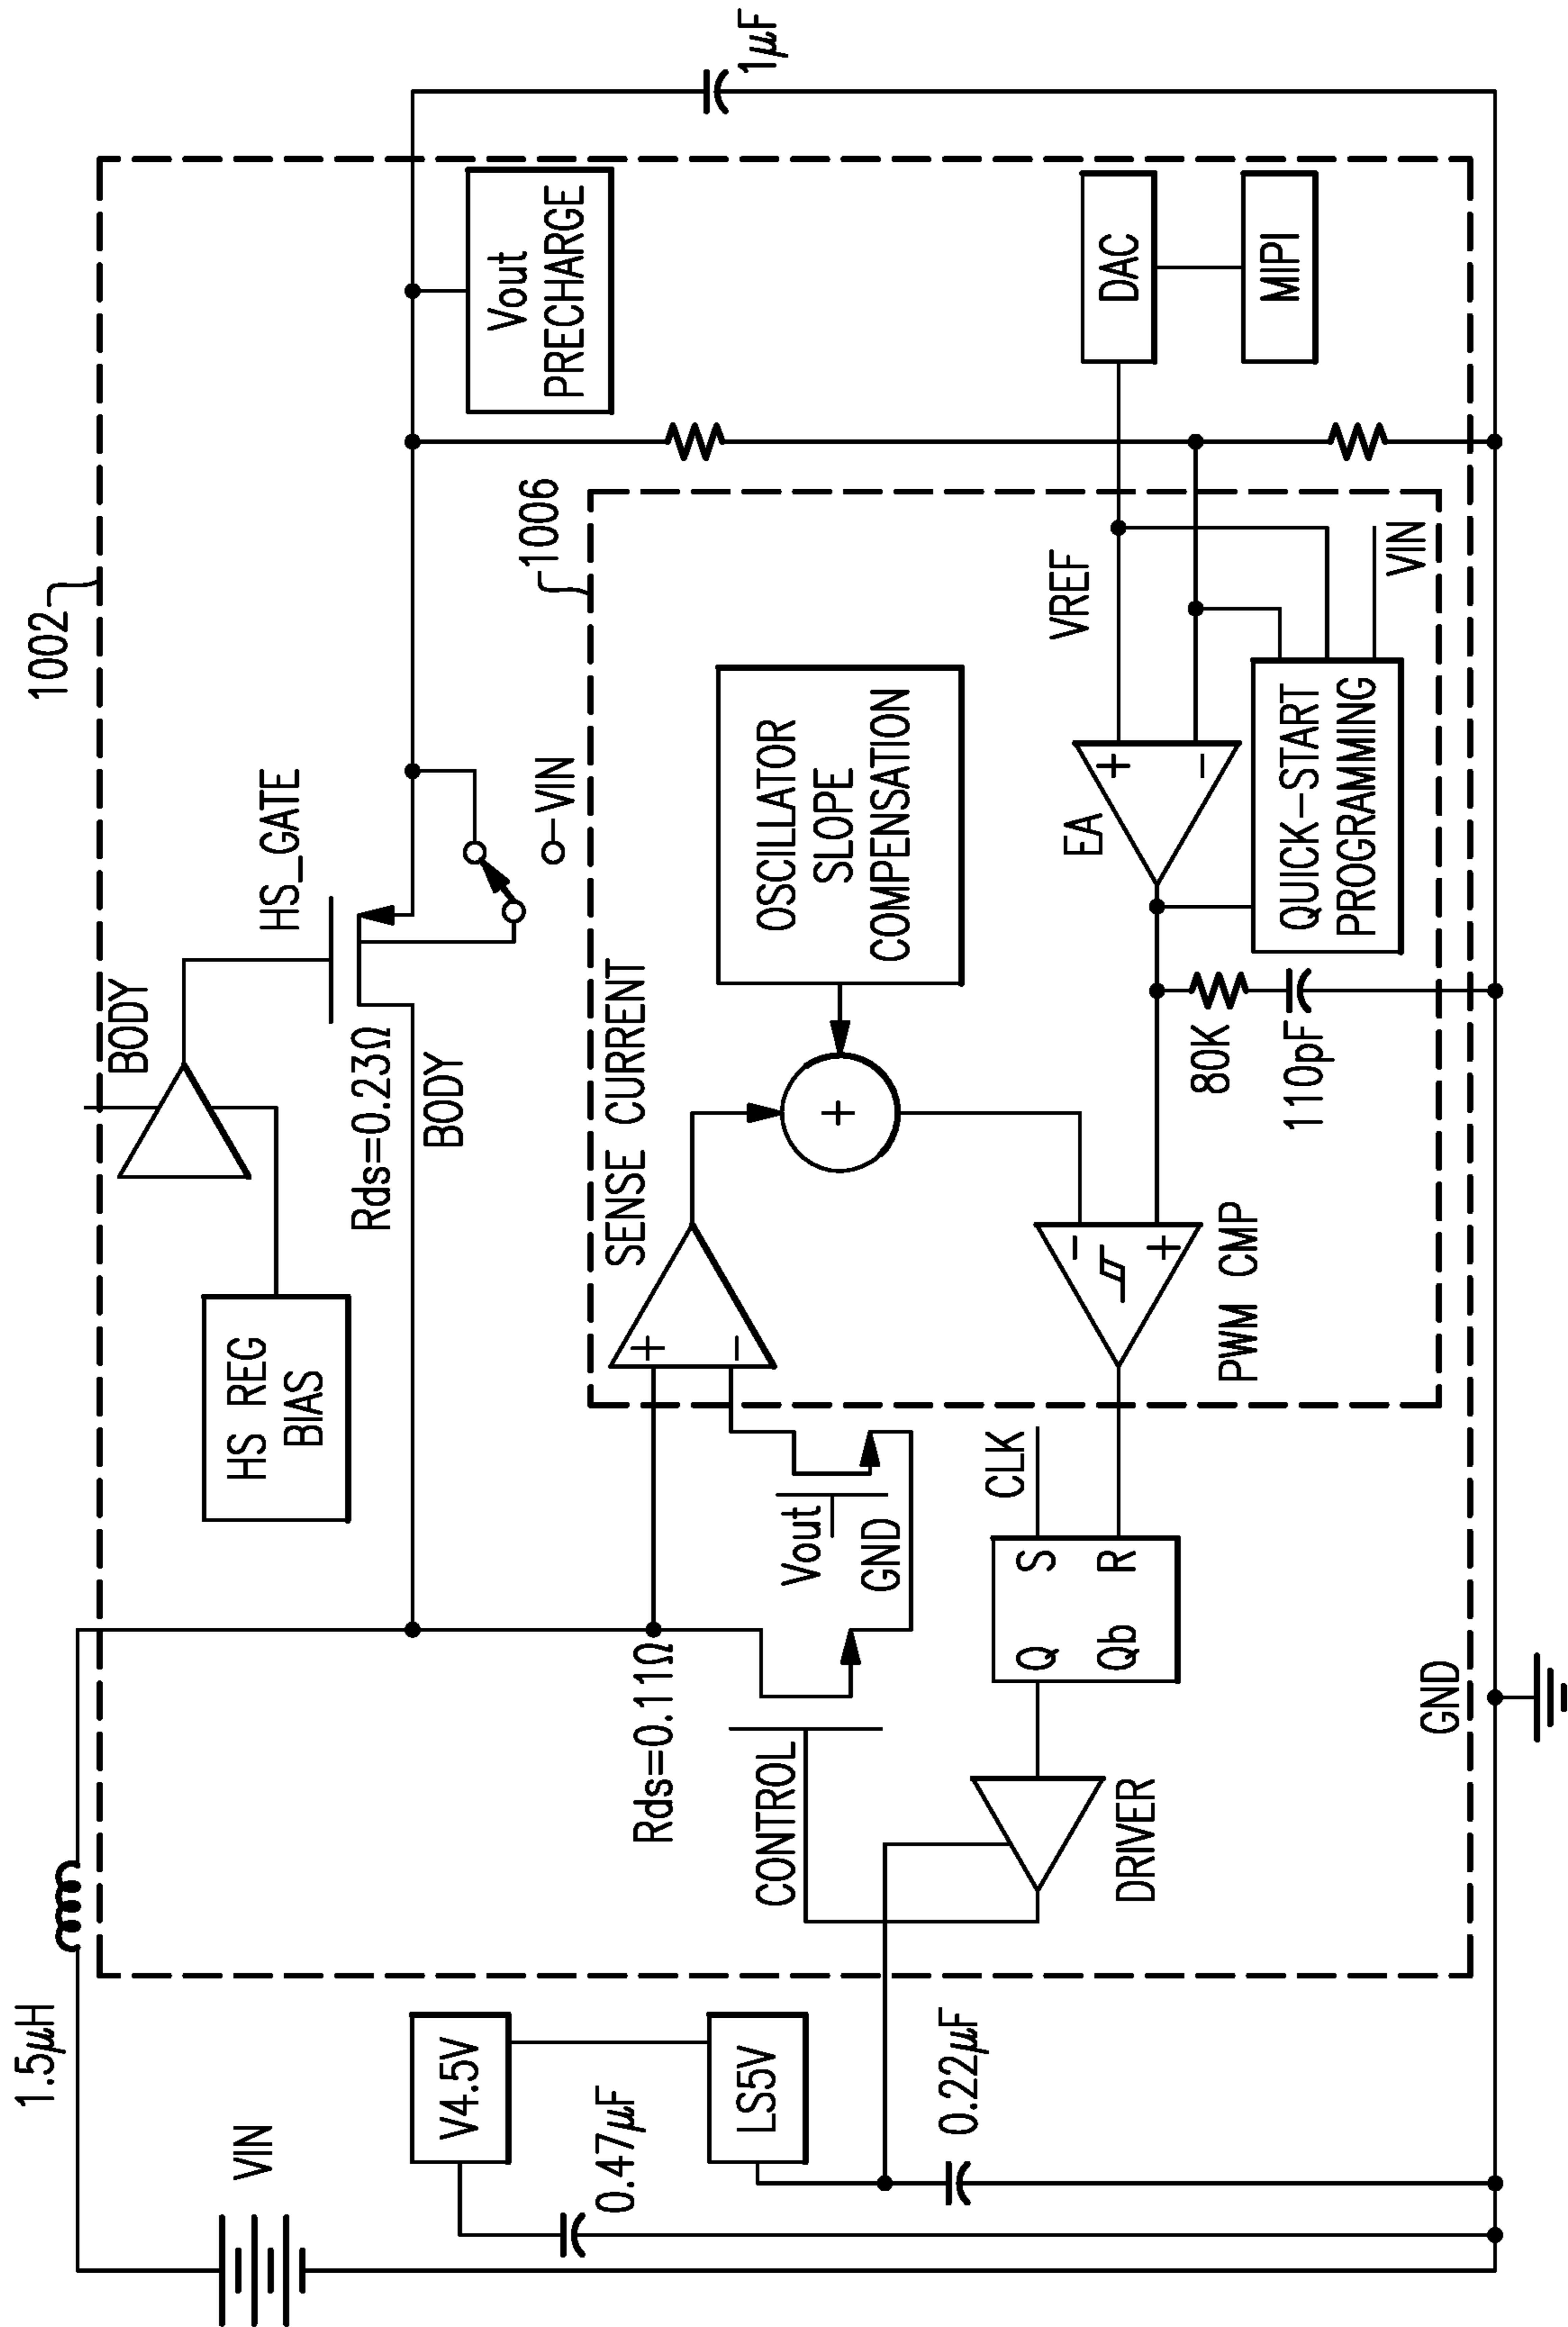 1002
1.5µH
VIN
V4.5V
0.47µF
LS5V
0.22µF
HS REG
BIAS
BODY
HS_GATE
Rds=0.23Ω
BODY
VIN
Vout
PRECHARGE
1µF
1006
SENSE CURRENT
+
−
Rds=0.11Ω
CONTROL
Vout
GND
OSCILLATOR
SLOPE
COMPENSATION
+
CLK
S
R
Q
Qb
DRIVER
−
+
PWM CMP
EA
+
−
VREF
80K
110pF
QUICK-START
PROGRAMMING
VIN
DAC
MIPI
GND